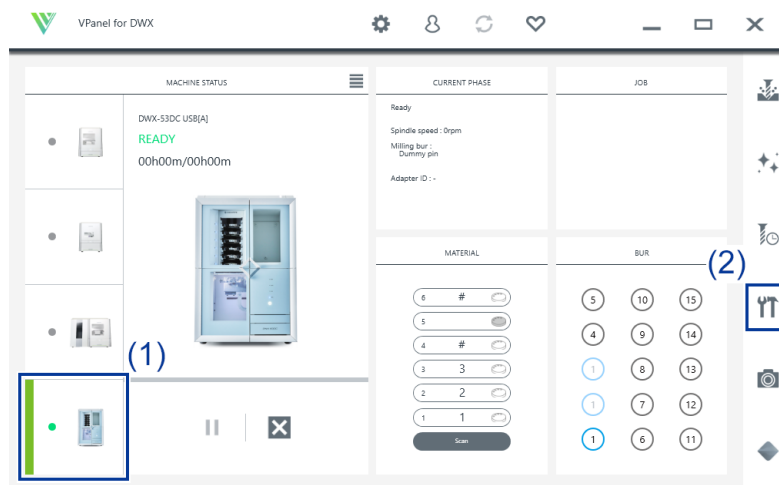 VPanel for DWX
MACHINE STATUS
DWX-53DC USB[A]
READY
00h00m/00h00m
(1)
CURRENT PHASE
Ready
Spindle speed : 0rpm
Milling bur :
Dummy pin
Adapter ID : -
JOB
MATERIAL
6 #
5
4 #
3 3
2 2
1 1
Scan
BUR
(2)
5 10 15
4 9 14
1 8 13
1 7 12
1 6 11